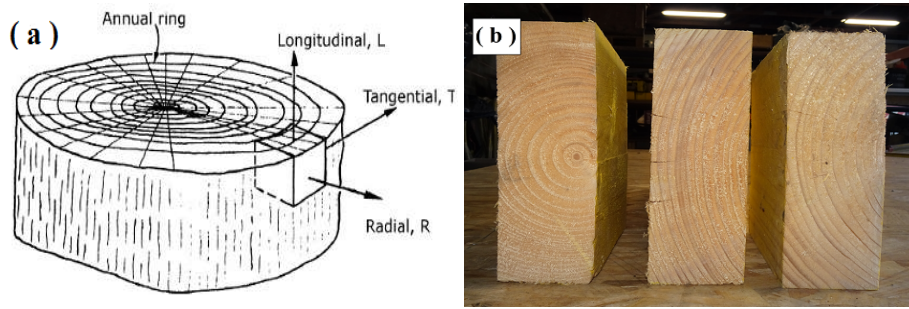 ( a )
Annual ring
Longitudinal, L
Tangential, T
Radial, R
( b )